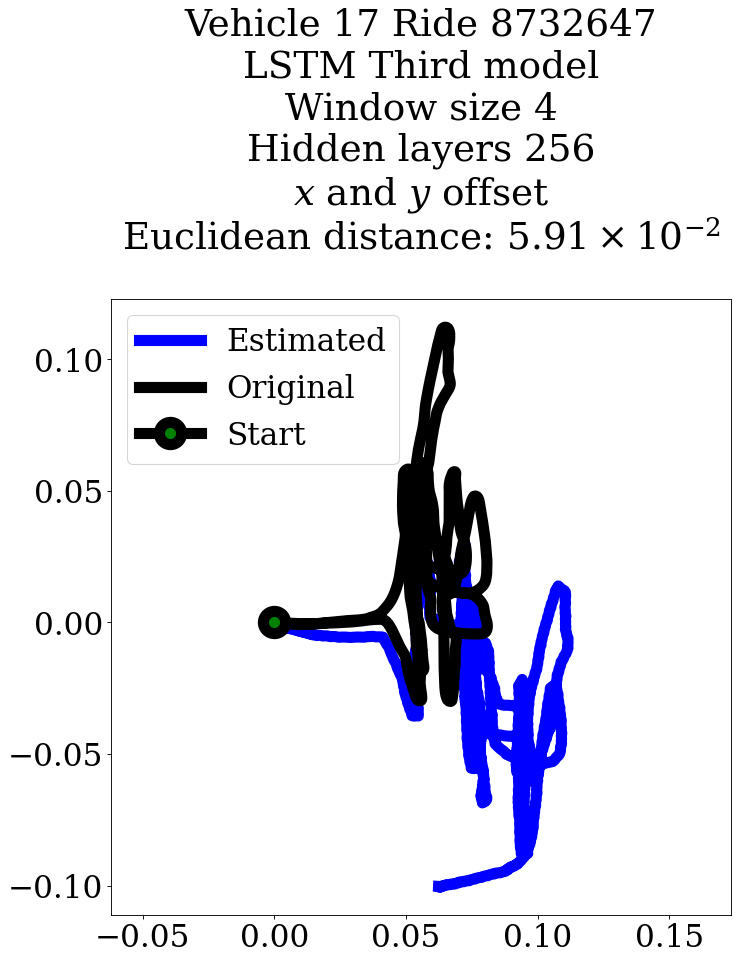 Vehicle 17 Ride 8732647
LSTM Third model
Window size 4
Hidden layers 256
x and y offset
Euclidean distance: 5.91 × 10⁻²
Estimated
Original
Start
0.10
0.05
0.00
−0.05
−0.10
−0.05 0.00 0.05 0.10 0.15